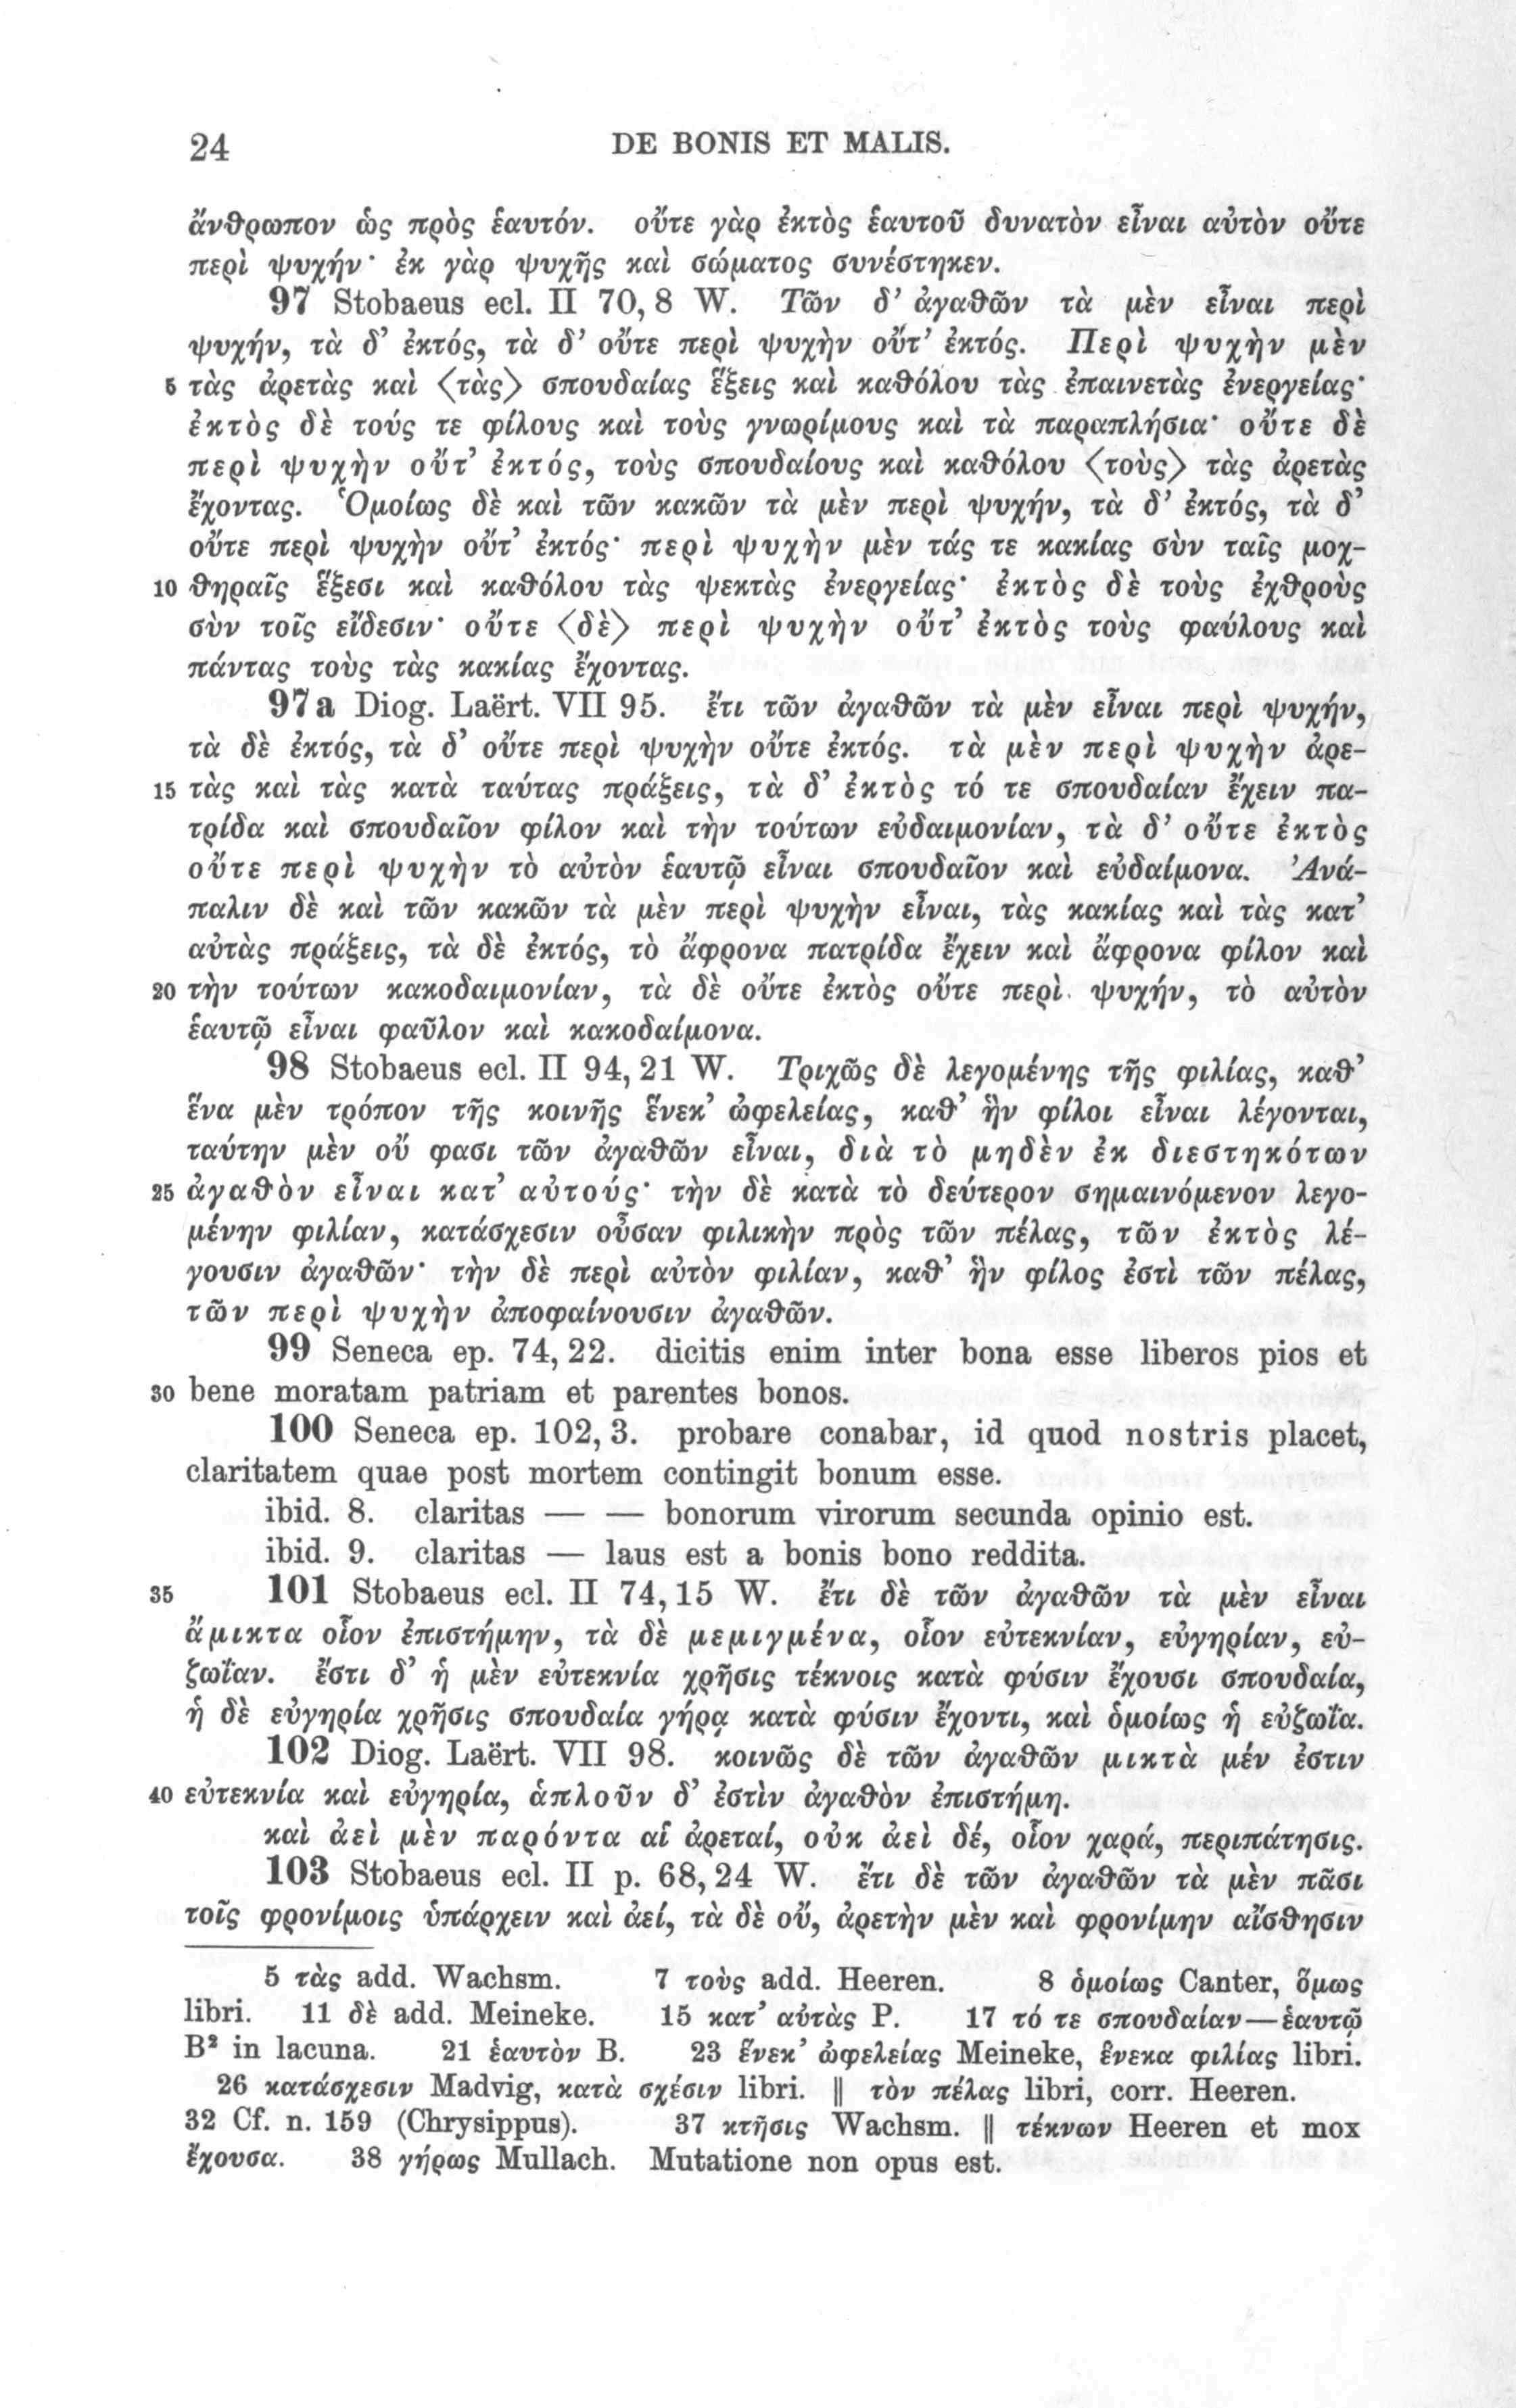 24 DE BONIS ET MALIS.
ἄνθρωπον ὡς πρὸς ἑαυτόν. οὔτε γὰρ ἐκτὸς ἑαυτοῦ δυνατὸν εἶναι αὐτὸν οὔτε
περὶ ψυχήν· ἐκ γὰρ ψυχῆς καὶ σώματος συνέστηκεν.
97 Stobaeus ecl. II 70, 8 W. Τῶν δ’ ἀγαθῶν τὰ μὲν εἶναι περὶ
ψυχήν, τὰ δ’ ἐκτός, τὰ δ’ οὔτε περὶ ψυχὴν οὔτ’ ἐκτός. Περὶ ψυχὴν μὲν
5 τὰς ἀρετὰς καὶ ⟨τὰς⟩ σπουδαίας ἕξεις καὶ καθόλου τὰς ἐπαινετὰς ἐνεργείας·
ἐκτὸς δὲ τούς τε φίλους καὶ τοὺς γνωρίμους καὶ τὰ παραπλήσια· οὔτε δὲ
περὶ ψυχὴν οὔτ’ ἐκτός, τοὺς σπουδαίους καὶ καθόλου ⟨τοὺς⟩ τὰς ἀρετὰς
ἔχοντας. Ὁμοίως δὲ καὶ τῶν κακῶν τὰ μὲν περὶ ψυχήν, τὰ δ’ ἐκτός, τὰ δ’
οὔτε περὶ ψυχὴν οὔτ’ ἐκτός· περὶ ψυχὴν μὲν τάς τε κακίας σὺν ταῖς μοχ-
10 θηραῖς ἕξεσι καὶ καθόλου τὰς ψεκτὰς ἐνεργείας· ἐκτὸς δὲ τοὺς ἐχθροὺς
σὺν τοῖς εἴδεσιν· οὔτε ⟨δὲ⟩ περὶ ψυχὴν οὔτ’ ἐκτὸς τοὺς φαύλους καὶ
πάντας τοὺς τὰς κακίας ἔχοντας.
97a Diog. Laërt. VII 95. ἔτι τῶν ἀγαθῶν τὰ μὲν εἶναι περὶ ψυχήν,
τὰ δὲ ἐκτός, τὰ δ’ οὔτε περὶ ψυχὴν οὔτε ἐκτός. τὰ μὲν περὶ ψυχὴν ἀρε-
15 τὰς καὶ τὰς κατὰ ταύτας πράξεις, τὰ δ’ ἐκτὸς τό τε σπουδαίαν ἔχειν πα-
τρίδα καὶ σπουδαῖον φίλον καὶ τὴν τούτων εὐδαιμονίαν, τὰ δ’ οὔτε ἐκτὸς
οὔτε περὶ ψυχὴν τὸ αὐτὸν ἑαυτῷ εἶναι σπουδαῖον καὶ εὐδαίμονα. Ἀνά-
παλιν δὲ καὶ τῶν κακῶν τὰ μὲν περὶ ψυχὴν εἶναι, τὰς κακίας καὶ τὰς κατ’
αὐτὰς πράξεις, τὰ δὲ ἐκτός, τὸ ἄφρονα πατρίδα ἔχειν καὶ ἄφρονα φίλον καὶ
20 τὴν τούτων κακοδαιμονίαν, τὰ δὲ οὔτε ἐκτὸς οὔτε περὶ ψυχήν, τὸ αὐτὸν
ἑαυτῷ εἶναι φαῦλον καὶ κακοδαίμονα.
98 Stobaeus ecl. II 94, 21 W. Τριχῶς δὲ λεγομένης τῆς φιλίας, καθ’
ἕνα μὲν τρόπον τῆς κοινῆς ἕνεκ’ ὠφελείας, καθ’ ἣν φίλοι εἶναι λέγονται,
ταύτην μὲν οὔ φασι τῶν ἀγαθῶν εἶναι, διὰ τὸ μηδὲν ἐκ διεστηκότων
25 ἀγαθὸν εἶναι κατ’ αὐτούς· τὴν δὲ κατὰ τὸ δεύτερον σημαινόμενον λεγο-
μένην φιλίαν, κατάσχεσιν οὖσαν φιλικὴν πρὸς τῶν πέλας, τῶν ἐκτὸς λέ-
γουσιν ἀγαθῶν· τὴν δὲ περὶ αὐτὸν φιλίαν, καθ’ ἣν φίλος ἐστὶ τῶν πέλας,
τῶν περὶ ψυχὴν ἀποφαίνουσιν ἀγαθῶν.
99 Seneca ep. 74, 22. dicitis enim inter bona esse liberos pios et
30 bene moratam patriam et parentes bonos.
100 Seneca ep. 102, 3. probare conabar, id quod nostris placet,
claritatem quae post mortem contingit bonum esse.
ibid. 8. claritas — — bonorum virorum secunda opinio est.
ibid. 9. claritas — laus est a bonis bono reddita.
35 101 Stobaeus ecl. II 74, 15 W. ἔτι δὲ τῶν ἀγαθῶν τὰ μὲν εἶναι
ἄμικτα οἷον ἐπιστήμην, τὰ δὲ μεμιγμένα, οἷον εὐτεκνίαν, εὐγηρίαν, εὐ-
ζωΐαν. ἔστι δ’ ἡ μὲν εὐτεκνία χρῆσις τέκνοις κατὰ φύσιν ἔχουσι σπουδαία,
ἡ δὲ εὐγηρία χρῆσις σπουδαία γήρᾳ κατὰ φύσιν ἔχοντι, καὶ ὁμοίως ἡ εὐζωΐα.
102 Diog. Laërt. VII 98. κοινῶς δὲ τῶν ἀγαθῶν μικτὰ μέν ἐστιν
40 εὐτεκνία καὶ εὐγηρία, ἁπλοῦν δ’ ἐστὶν ἀγαθὸν ἐπιστήμη.
καὶ ἀεὶ μὲν παρόντα αἱ ἀρεταί, οὐκ ἀεὶ δέ, οἷον χαρά, περιπάτησις.
103 Stobaeus ecl. II p. 68, 24 W. ἔτι δὲ τῶν ἀγαθῶν τὰ μὲν πᾶσι
τοῖς φρονίμοις ὑπάρχειν καὶ ἀεί, τὰ δὲ οὔ, ἀρετὴν μὲν καὶ φρονίμην αἴσθησιν
5 τὰς add. Wachsm. 7 τοὺς add. Heeren. 8 ὁμοίως Canter, ὅμως
libri. 11 δὲ add. Meineke. 15 κατ’ αὐτὰς P. 17 τό τε σπουδαίαν—ἑαυτῷ
B² in lacuna. 21 ἑαυτὸν B. 23 ἕνεκ’ ὠφελείας Meineke, ἕνεκα φιλίας libri.
26 κατάσχεσιν Madvig, κατὰ σχέσιν libri. ‖ τὸν πέλας libri, corr. Heeren.
32 Cf. n. 159 (Chrysippus). 37 κτῆσις Wachsm. ‖ τέκνων Heeren et mox
ἔχουσα. 38 γήρως Mullach. Mutatione non opus est.